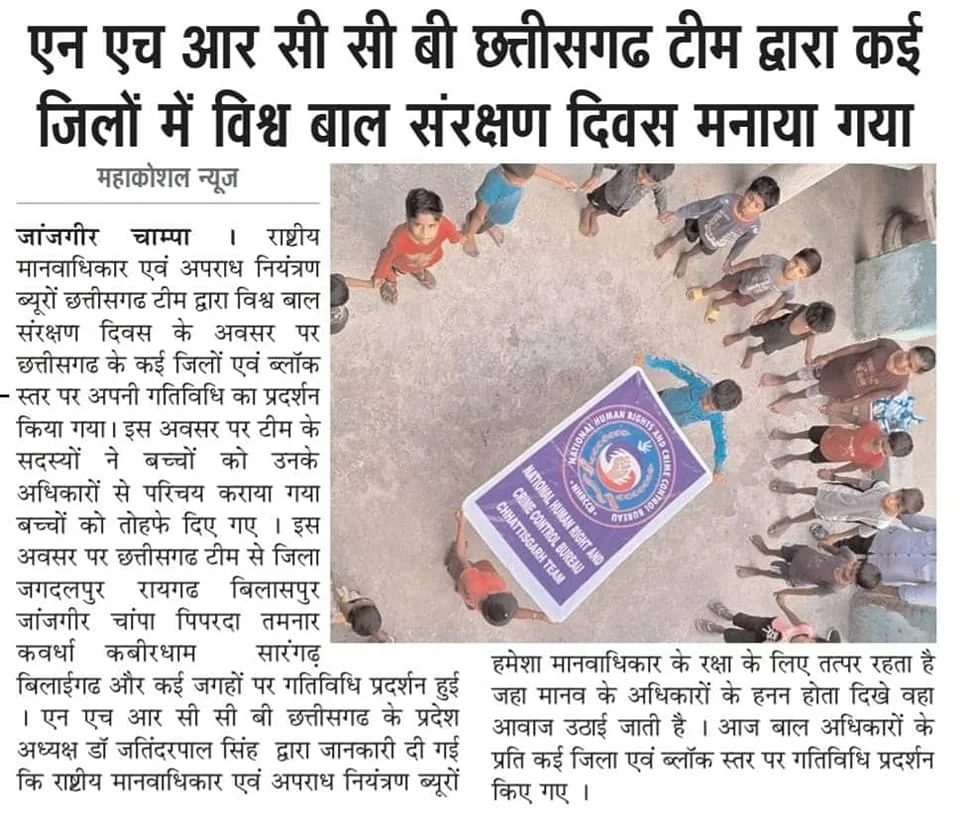 एन एच आर सी सी बी छत्तीसगढ टीम द्वारा कई
जिलों में विश्व बाल संरक्षण दिवस मनाया गया
महाकोशल न्यूज
जांजगीर चाम्पा । राष्ट्रीय
मानवाधिकार एवं अपराध नियंत्रण
ब्यूरों छत्तीसगढ टीम द्वारा विश्व बाल
संरक्षण दिवस के अवसर पर
छत्तीसगढ के कई जिलों एवं ब्लॉक
स्तर पर अपनी गतिविधि का प्रदर्शन
किया गया। इस अवसर पर टीम के
सदस्यों ने बच्चों को उनके
अधिकारों से परिचय कराया गया
बच्चों को तोहफे दिए गए । इस
अवसर पर छत्तीसगढ टीम से जिला
जगदलपुर रायगढ बिलासपुर
जांजगीर चांपा पिपरदा तमनार
कवर्धा कबीरधाम सारंगढ़
बिलाईगढ और कई जगहों पर गतिविधि प्रदर्शन हुई
। एन एच आर सी सी बी छत्तीसगढ के प्रदेश
अध्यक्ष डॉ जतिंदरपाल सिंह द्वारा जानकारी दी गई
कि राष्ट्रीय मानवाधिकार एवं अपराध नियंत्रण ब्यूरों
हमेशा मानवाधिकार के रक्षा के लिए तत्पर रहता है
जहा मानव के अधिकारों के हनन होता दिखे वहा
आवाज उठाई जाती है । आज बाल अधिकारों के
प्रति कई जिला एवं ब्लॉक स्तर पर गतिविधि प्रदर्शन
किए गए ।
NATIONAL HUMAN RIGHTS AND CRIME CONTROL BUREAU
NHRCCB
NATIONAL HUMAN RIGHT AND
CRIME CONTROL BUREAU
CHHATTISGARH TEAM